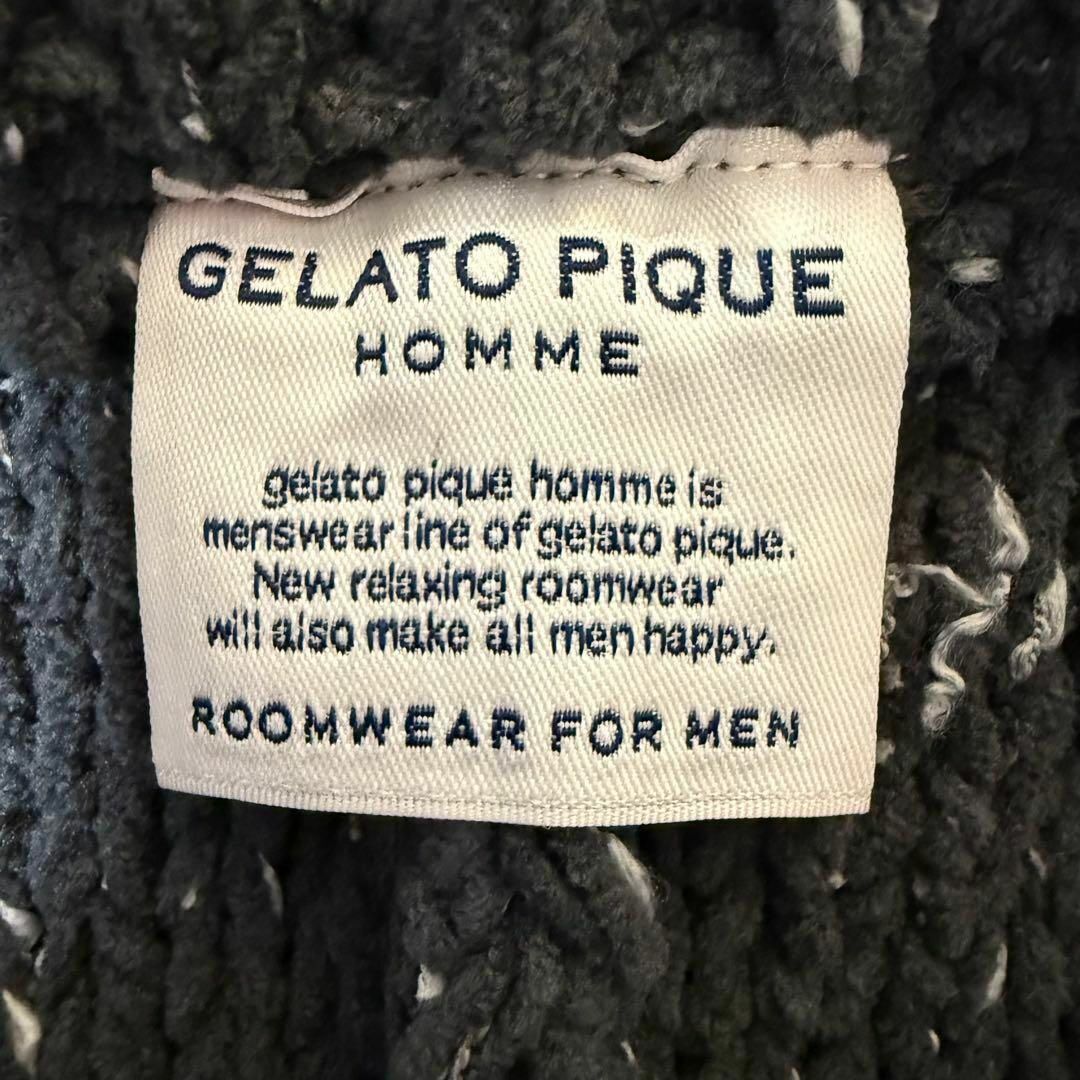 GELATO PIQUE
HOMME
gelato pique homme is
menswear line of gelato pique.
New relaxing roomwear
will also make all men happy.
ROOMWEAR FOR MEN